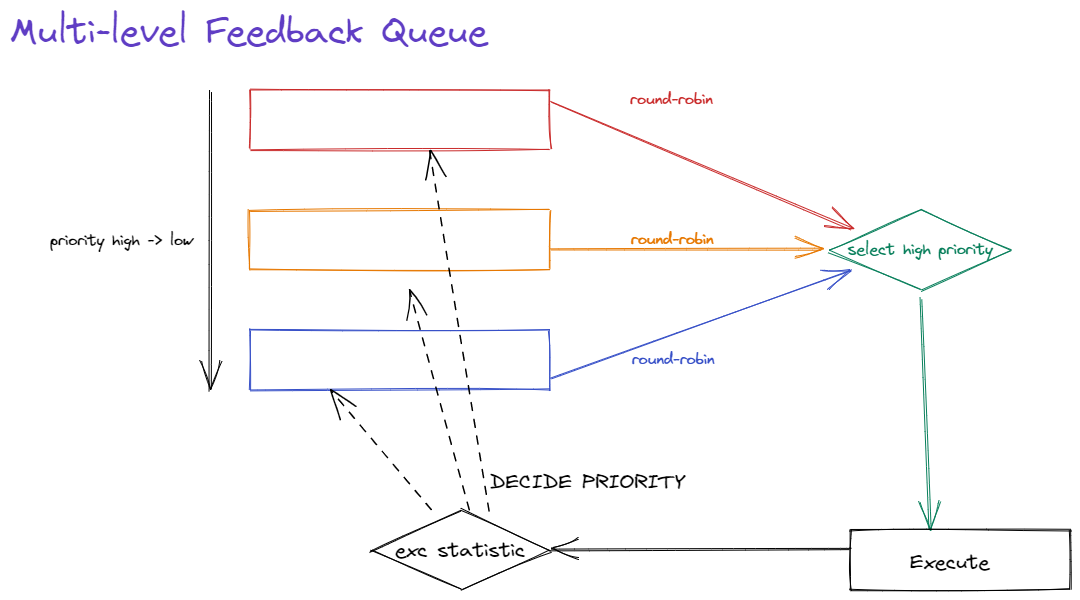 Multi-level Feedback Queue
round-robin
priority high -> low
round-robin
select high priority
round-robin
DECIDE PRIORITY
exc statistic
Execute